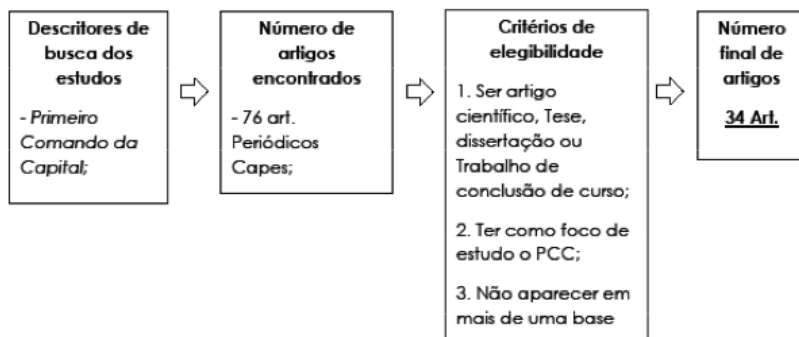 Descritores de
busca dos
estudos
- Primeiro
Comando da
Capital;
Número de
artigos
encontrados
- 76 art.
Periódicos
Capes;
Critérios de
elegibilidade
1. Ser artigo
científico, Tese,
dissertação ou
Trabalho de
conclusão de curso;
2. Ter como foco de
estudo o PCC;
3. Não aparecer em
mais de uma base
Número
final de
artigos
34 Art.